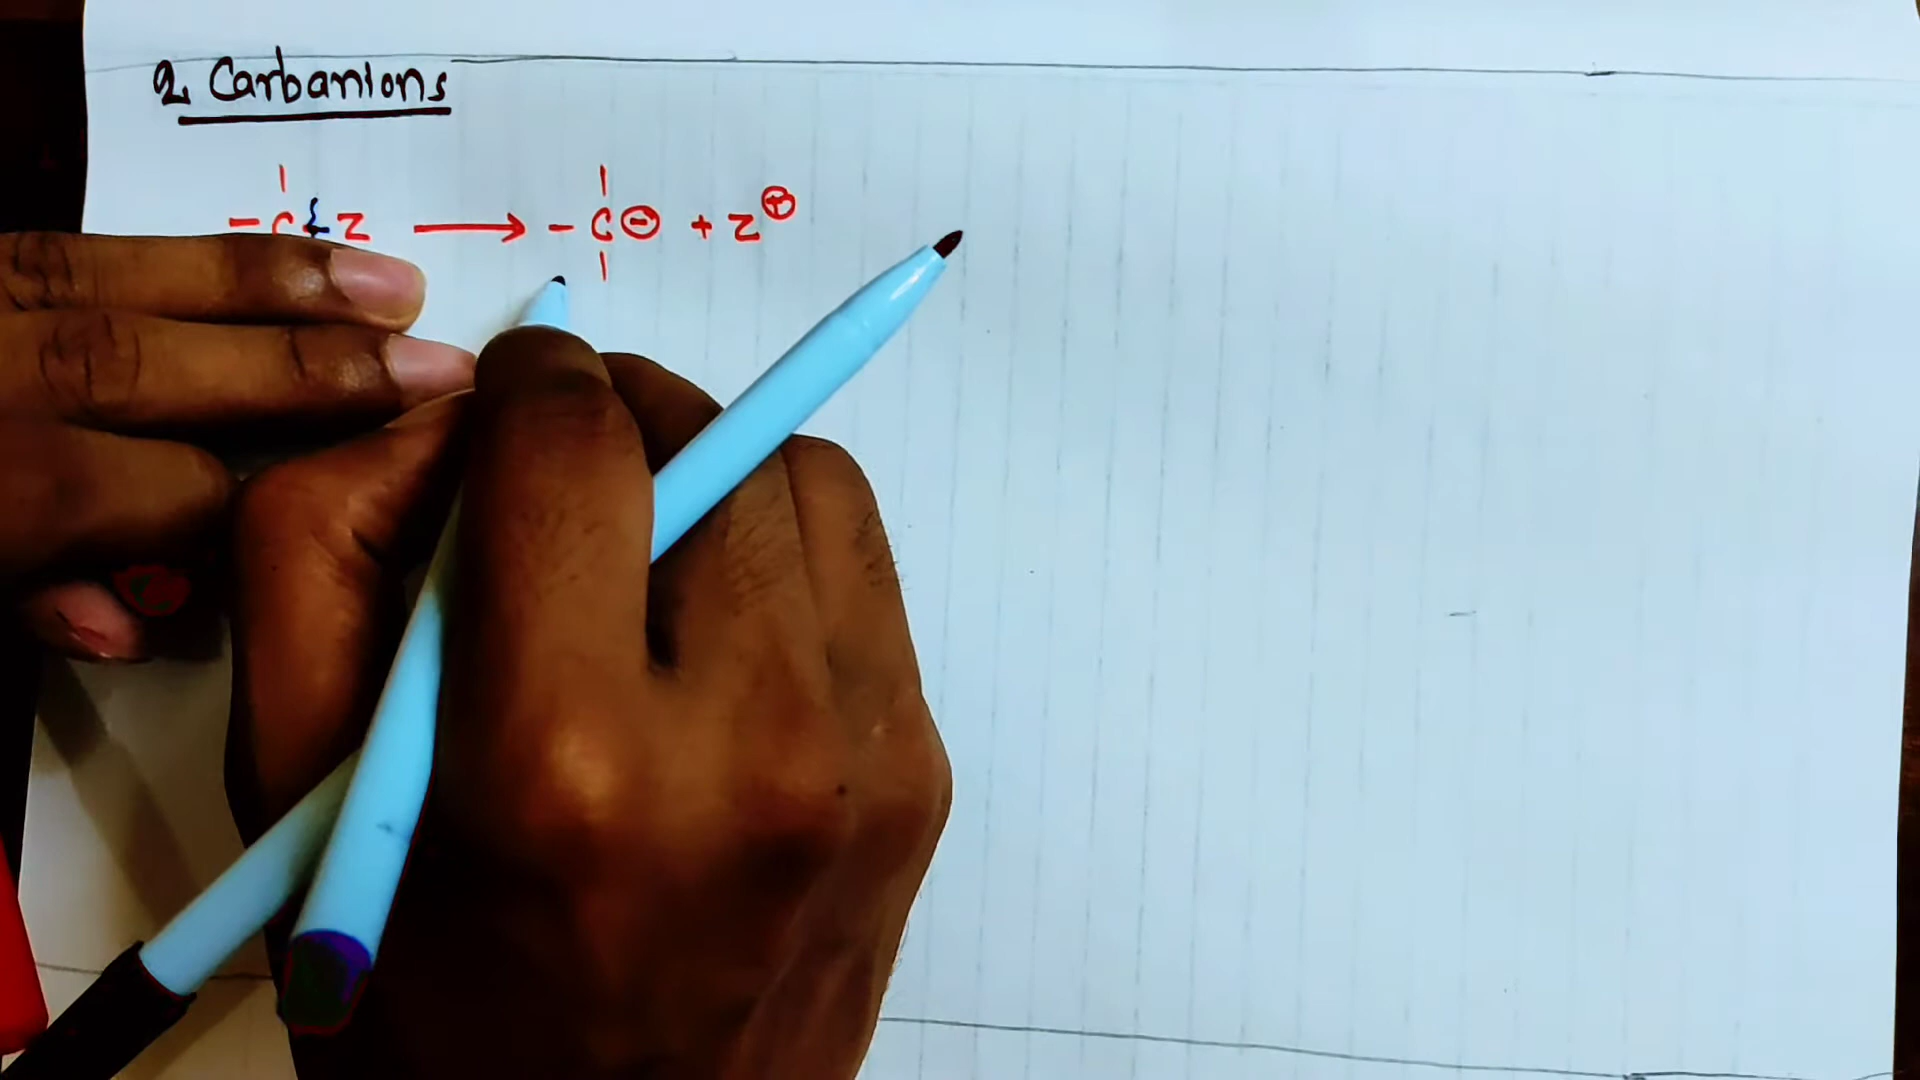 2. Carbanions
- C { Z ⟶ - C ⊖ + Z ⊕